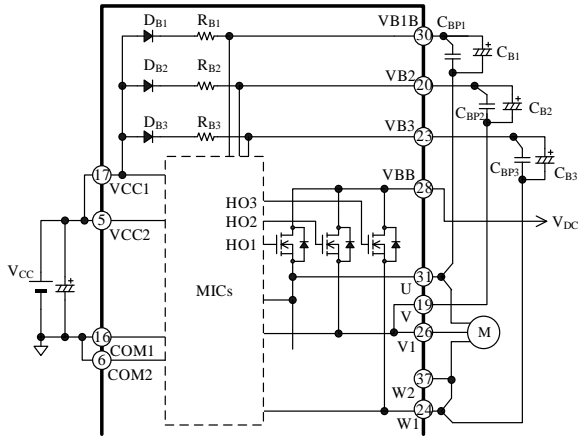 DB1 RB1 VB1B 30 CBP1
CB1
DB2 RB2 VB2 20
CBP2 CB2
DB3 RB3 VB3 23
CBP3 CB3
17 VCC1
VBB 28
HO3
HO2
HO1
5 VCC2
VDC
VCC
MICs
31 U
19 V
26 V1
M
16 COM1
6 COM2
37 W2
24 W1